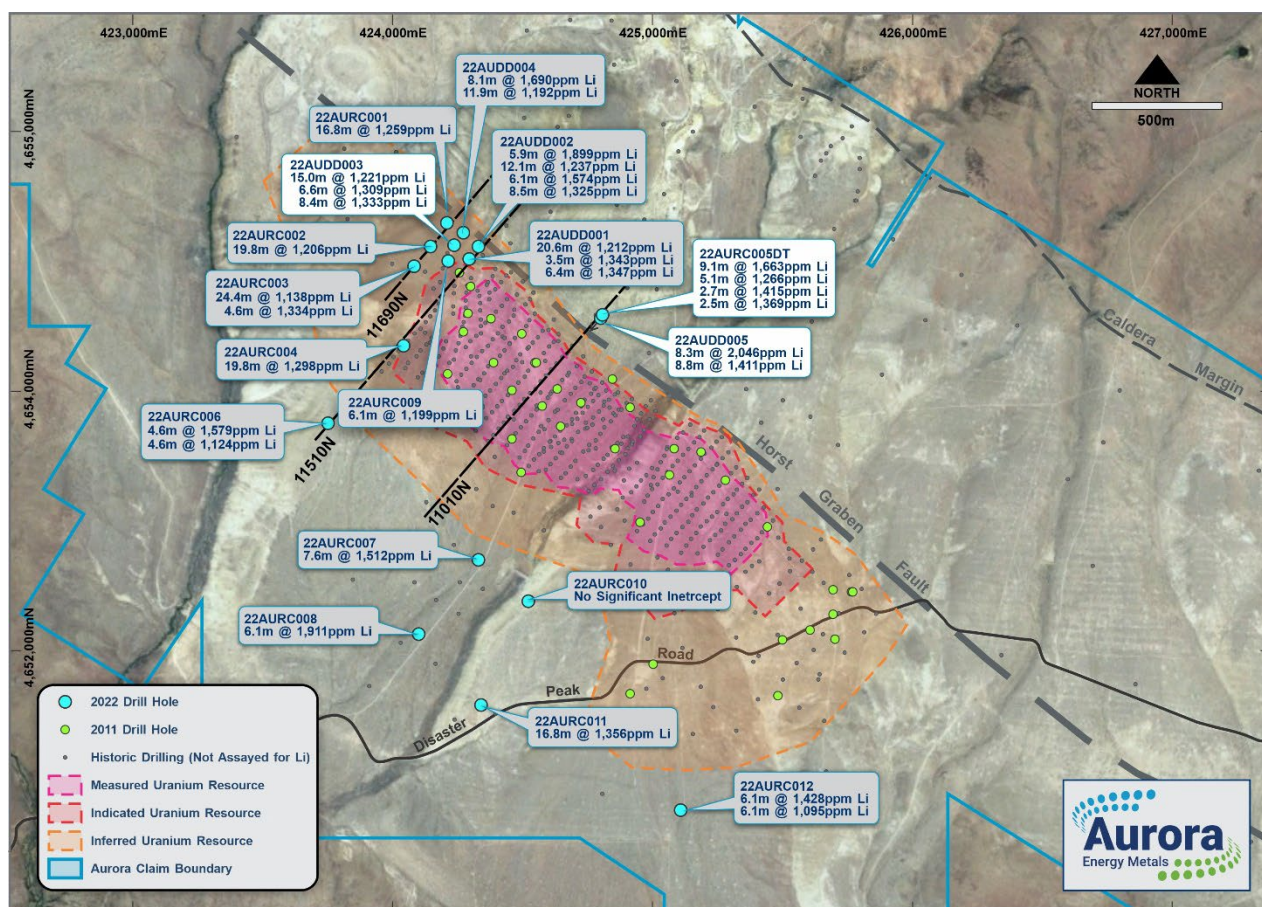 423,000mE
424,000mE
425,000mE
426,000mE
427,000mE
4,655,000mN
4,654,000mN
4,652,000mN
NORTH
500m
22AUDD004
8.1m @ 1,690ppm Li
11.9m @ 1,192ppm Li
22AURC001
16.8m @ 1,259ppm Li
22AUDD002
5.9m @ 1,899ppm Li
12.1m @ 1,237ppm Li
6.1m @ 1,574ppm Li
8.5m @ 1,325ppm Li
22AUDD003
15.0m @ 1,221ppm Li
6.6m @ 1,309ppm Li
8.4m @ 1,333ppm Li
22AURC002
19.8m @ 1,206ppm Li
22AUDD001
20.6m @ 1,212ppm Li
3.5m @ 1,343ppm Li
6.4m @ 1,347ppm Li
22AURC005DT
9.1m @ 1,663ppm Li
5.1m @ 1,266ppm Li
2.7m @ 1,415ppm Li
2.5m @ 1,369ppm Li
22AURC003
24.4m @ 1,138ppm Li
4.6m @ 1,334ppm Li
11690N
22AUDD005
8.3m @ 2,046ppm Li
8.8m @ 1,411ppm Li
22AURC004
19.8m @ 1,298ppm Li
22AURC009
6.1m @ 1,199ppm Li
22AURC006
4.6m @ 1,579ppm Li
4.6m @ 1,124ppm Li
11510N
11010N
Caldera
Margin
Horst
Graben
Fault
22AURC007
7.6m @ 1,512ppm Li
22AURC010
No Significant Inetrcept
22AURC008
6.1m @ 1,911ppm Li
Disaster
Peak
Road
22AURC011
16.8m @ 1,356ppm Li
22AURC012
6.1m @ 1,428ppm Li
6.1m @ 1,095ppm Li
2022 Drill Hole
2011 Drill Hole
Historic Drilling (Not Assayed for Li)
Measured Uranium Resource
Indicated Uranium Resource
Inferred Uranium Resource
Aurora Claim Boundary
Aurora
Energy Metals